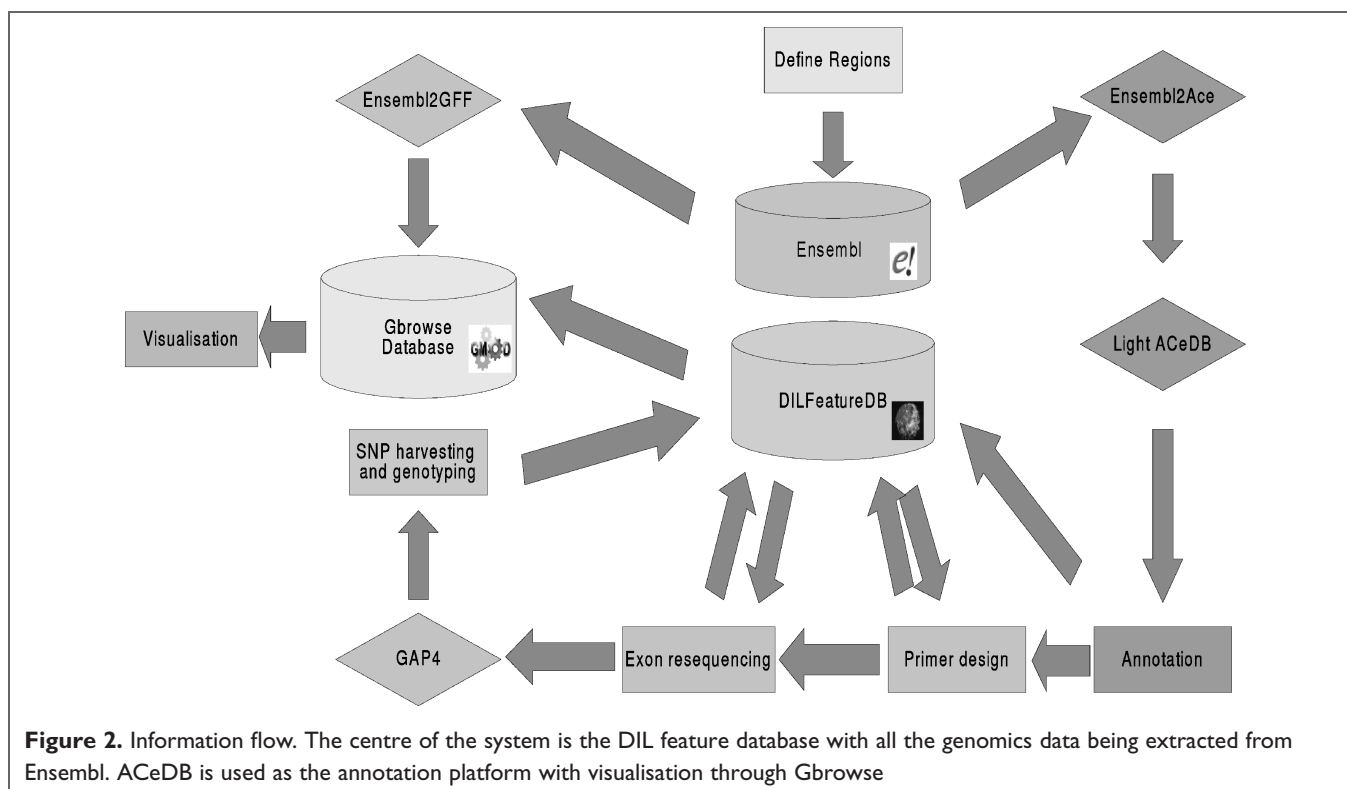 Define Regions
Ensembl2GFF
Ensembl2Ace
Ensembl
e!
Gbrowse
Database
GMOD
Visualisation
Light ACeDB
DILFeatureDB
SNP harvesting
and genotyping
GAP4
Exon resequencing
Primer design
Annotation
Figure 2. Information flow. The centre of the system is the DIL feature database with all the genomics data being extracted from
Ensembl. ACeDB is used as the annotation platform with visualisation through Gbrowse